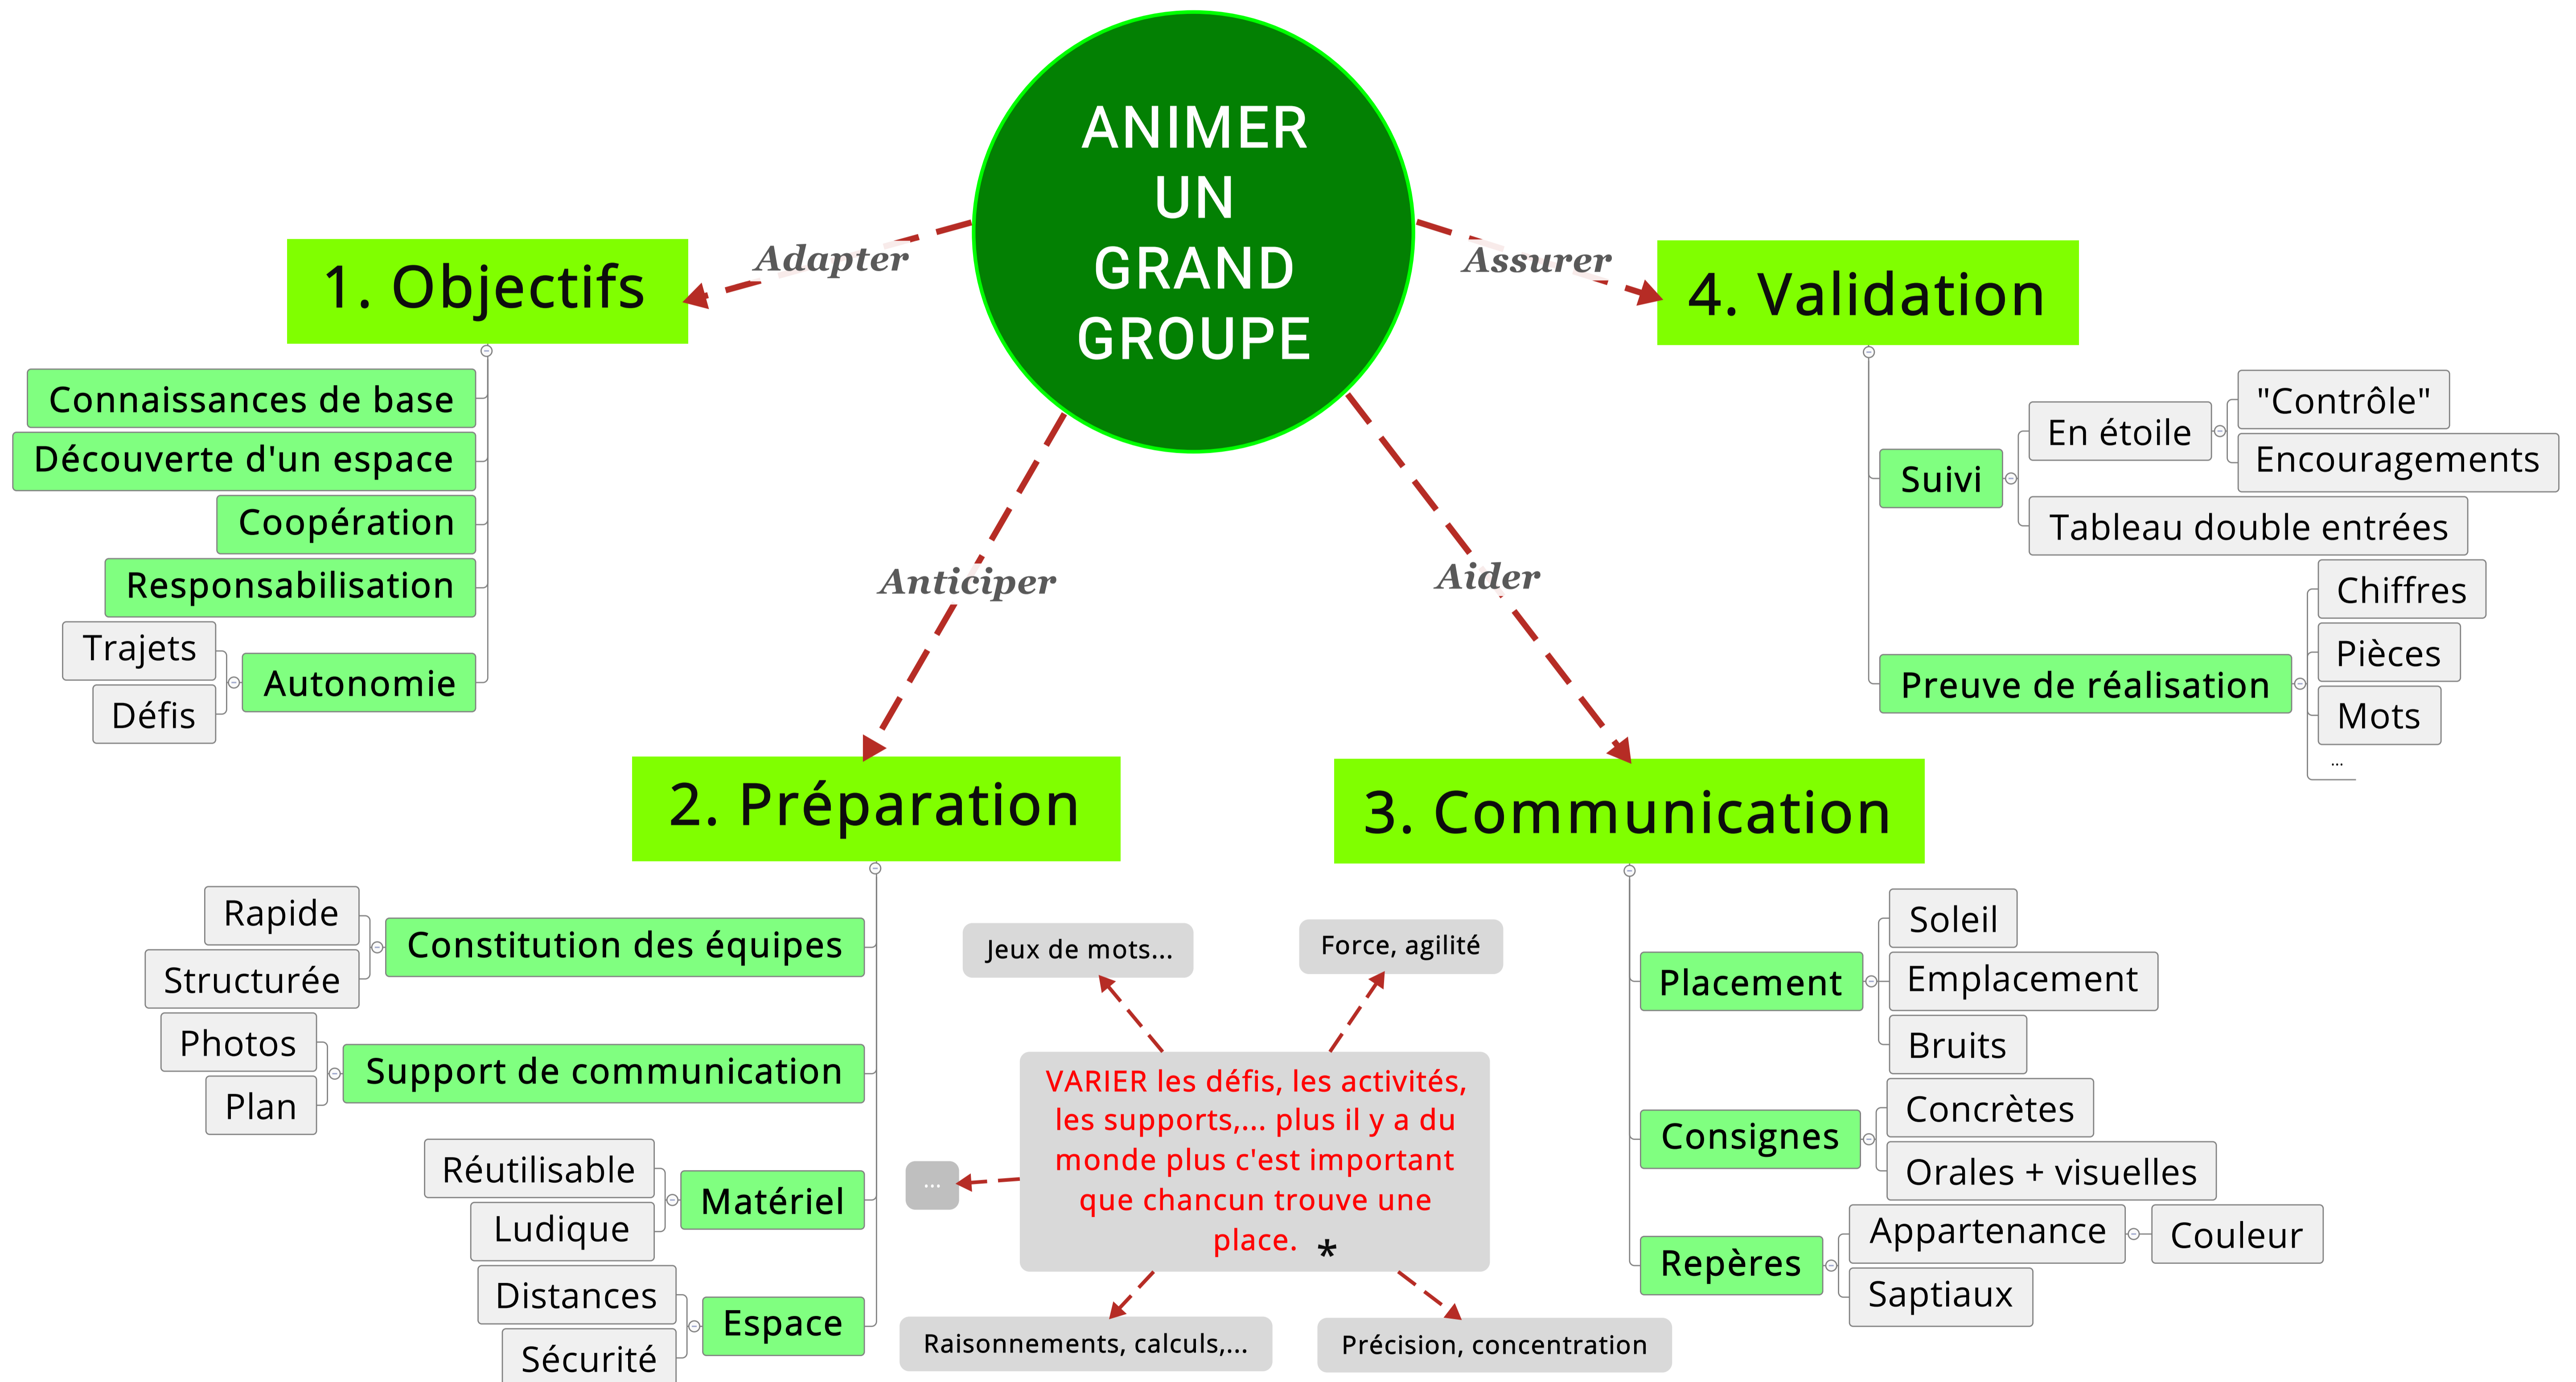 ANIMER
UN
GRAND
GROUPE
Adapter
Anticiper
Aider
Assurer
1. Objectifs
Connaissances de base
Découverte d'un espace
Coopération
Responsabilisation
Autonomie
Trajets
Défis
2. Préparation
Constitution des équipes
Rapide
Structurée
Support de communication
Photos
Plan
Matériel
Réutilisable
Ludique
Espace
Distances
Sécurité
Jeux de mots...
Force, agilité
VARIER les défis, les activités,
les supports,... plus il y a du
monde plus c'est important
que chancun trouve une
place. *
...
Raisonnements, calculs,...
Précision, concentration
3. Communication
Placement
Soleil
Emplacement
Bruits
Consignes
Concrètes
Orales + visuelles
Repères
Appartenance
Couleur
Saptiaux
4. Validation
Suivi
En étoile
"Contrôle"
Encouragements
Tableau double entrées
Preuve de réalisation
Chiffres
Pièces
Mots
...